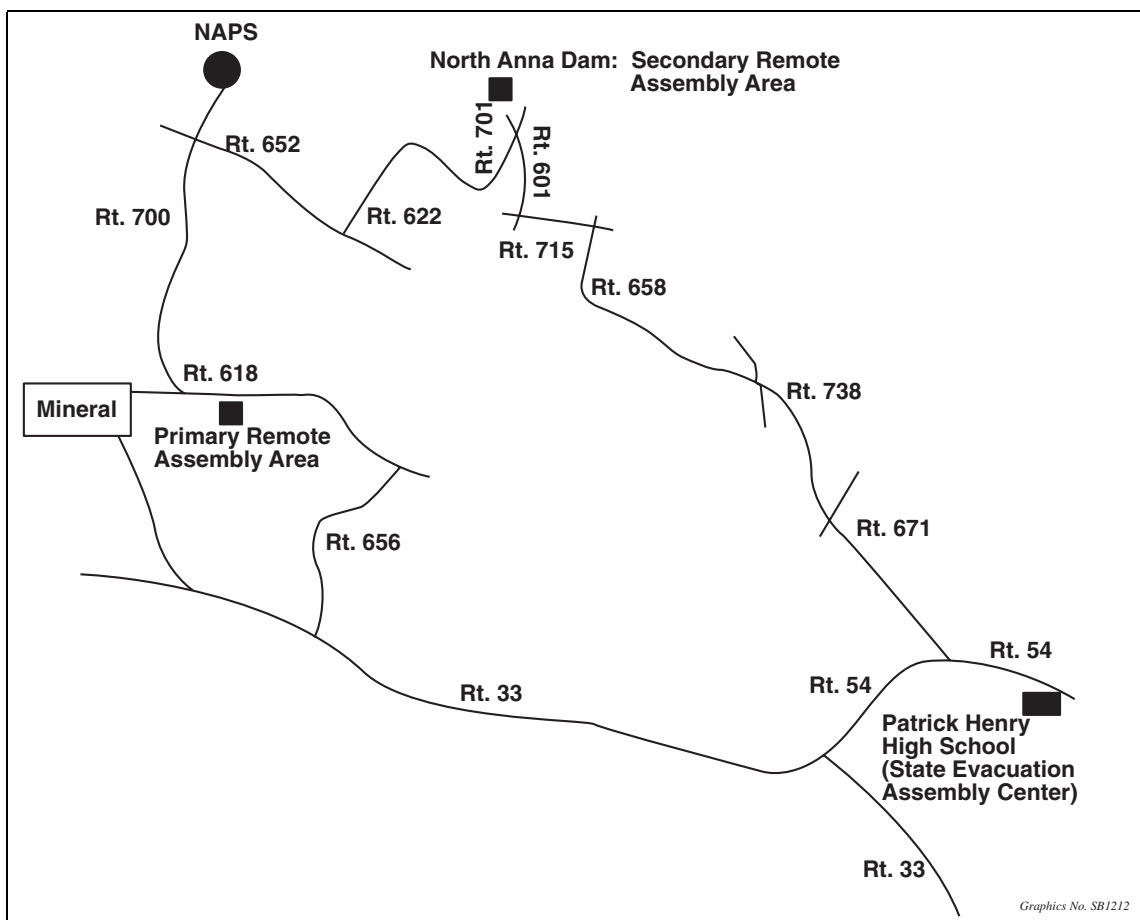 NAPS
North Anna Dam: Secondary Remote
Assembly Area
Rt. 652
Rt. 701
Rt. 601
Rt. 700
Rt. 622
Rt. 715
Rt. 658
Rt. 618
Mineral
Rt. 738
Primary Remote
Assembly Area
Rt. 656
Rt. 671
Rt. 54
Rt. 54
Rt. 33
Patrick Henry
High School
(State Evacuation
Assembly Center)
Rt. 33
Graphics No. SB1212